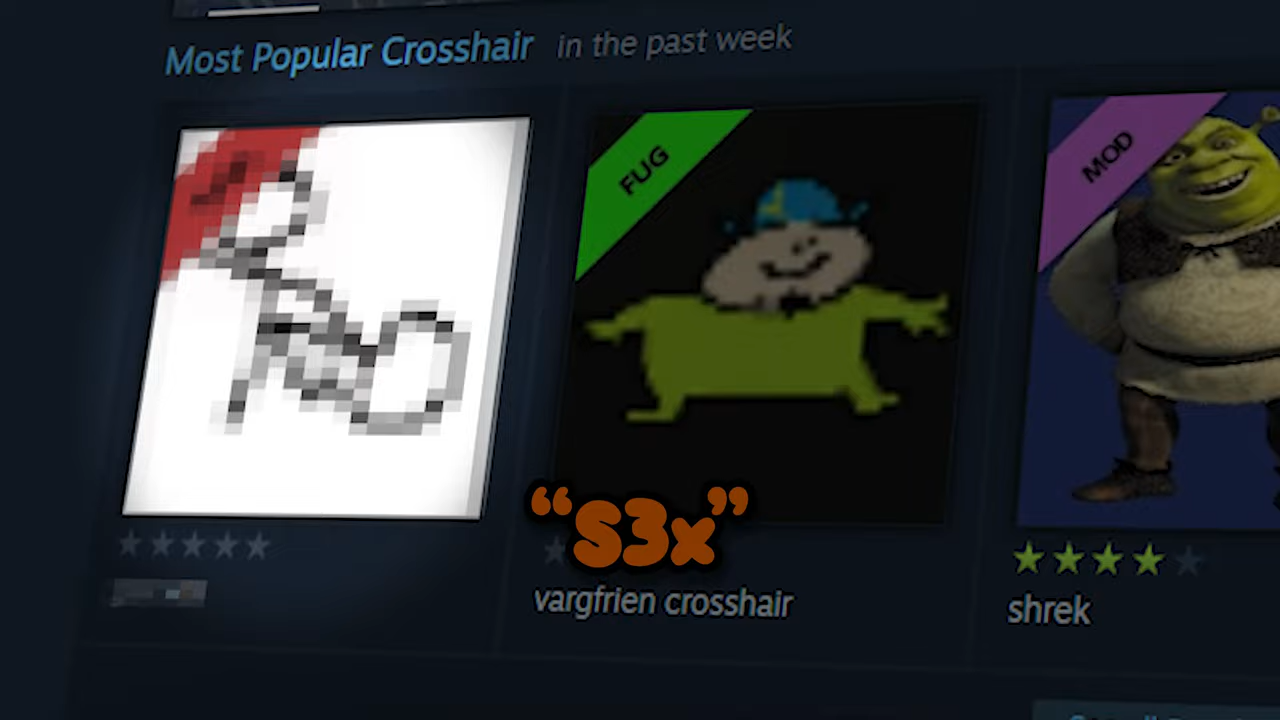 Most Popular Crosshair in the past week
FUG
MOD
“S3x”
vargfrien crosshair
shrek